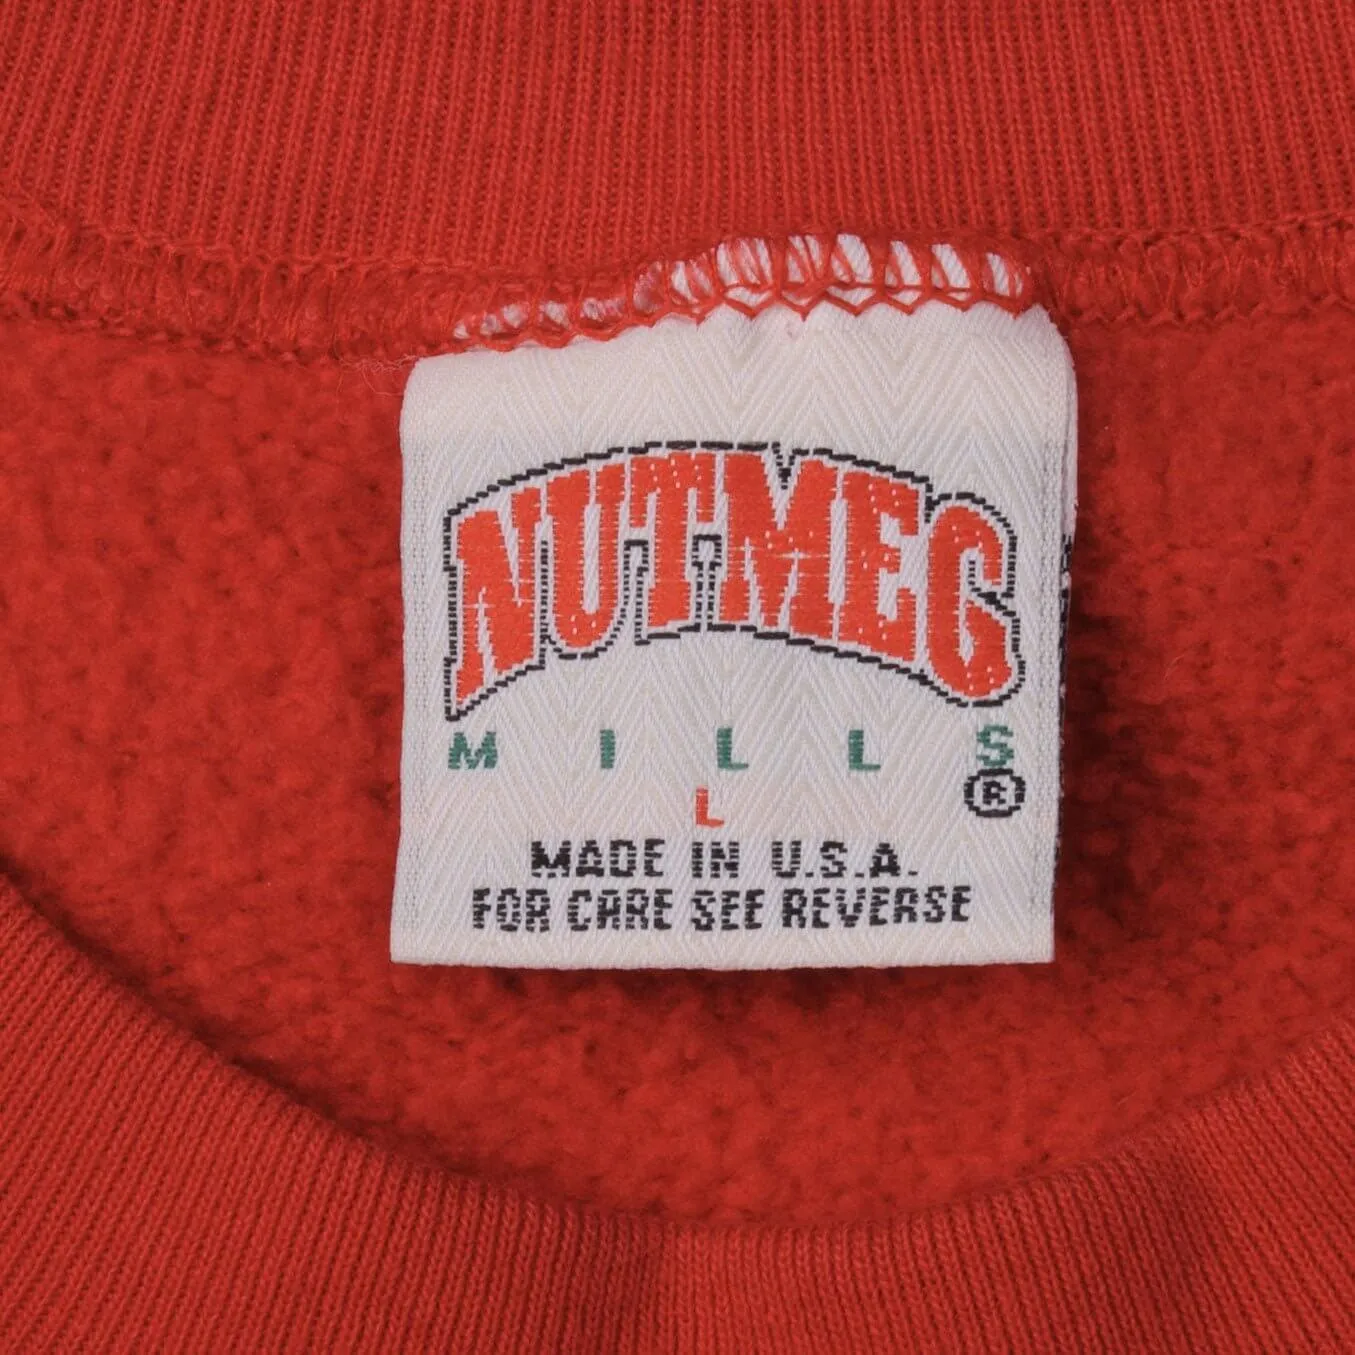 NUTMEG
MILLS
®
L
MADE IN U.S.A.
FOR CARE SEE REVERSE